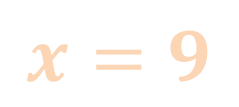 x = 9